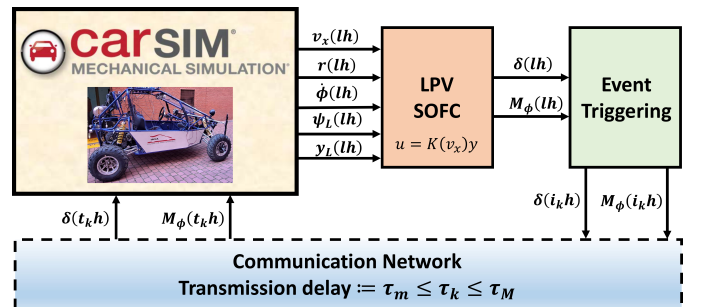 carSIM®
MECHANICAL SIMULATION®
v_x(lh)
r(lh)
ϕ̇(lh)
ψ_L(lh)
y_L(lh)
LPV
SOFC
u = K(v_x)y
δ(lh)
M_ϕ(lh)
Event
Triggering
δ(t_k h)
M_ϕ(t_k h)
δ(i_k h)
M_ϕ(i_k h)
Communication Network
Transmission delay ≔ τ_m ≤ τ_k ≤ τ_M